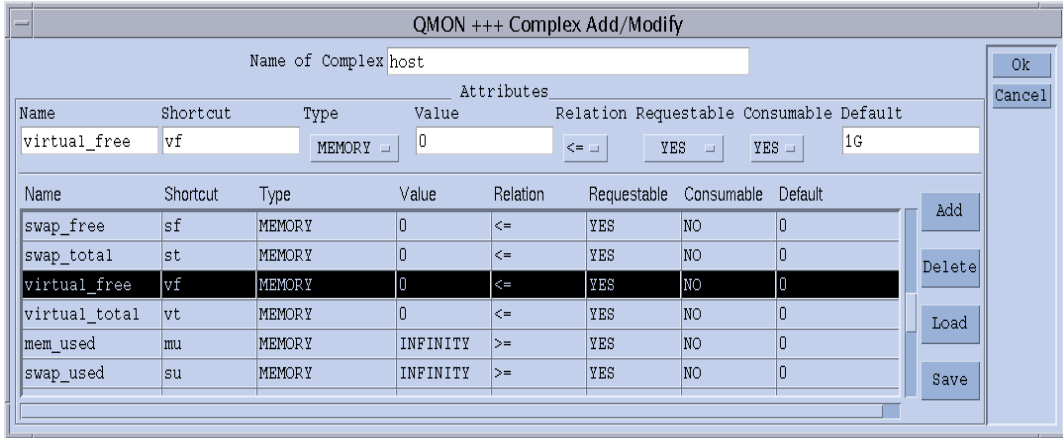 QMON +++ Complex Add/Modify
Name of Complex host
Ok
Attributes
Cancel
Name Shortcut Type Value Relation Requestable Consumable Default
virtual_free vf MEMORY 0 <= YES YES 1G
Name Shortcut Type Value Relation Requestable Consumable Default
Add
swap_free sf MEMORY 0 <= YES NO 0
swap_total st MEMORY 0 <= YES NO 0
Delete
virtual_free vf MEMORY 0 <= YES NO 0
virtual_total vt MEMORY 0 <= YES NO 0
Load
mem_used mu MEMORY INFINITY >= YES NO 0
swap_used su MEMORY INFINITY >= YES NO 0
Save